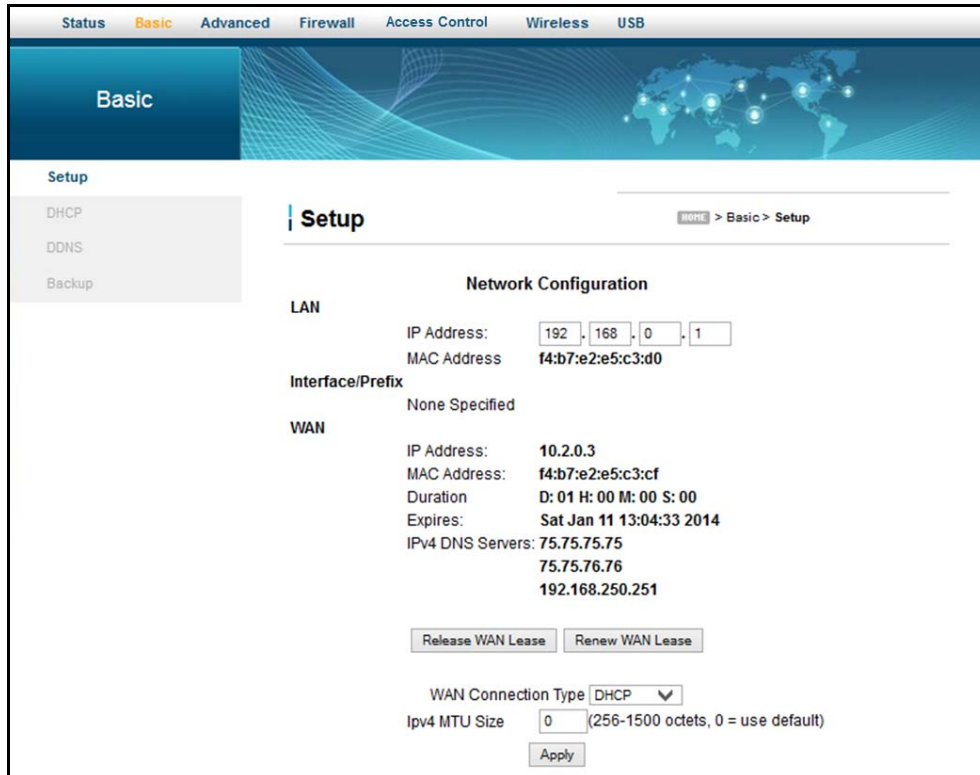 Status Basic Advanced Firewall Access Control Wireless USB
Basic
Setup
DHCP
DDNS
Backup
Setup
HOME > Basic > Setup
Network Configuration
LAN
IP Address: 192 . 168 . 0 . 1
MAC Address f4:b7:e2:e5:c3:d0
Interface/Prefix
None Specified
WAN
IP Address: 10.2.0.3
MAC Address: f4:b7:e2:e5:c3:cf
Duration D: 01 H: 00 M: 00 S: 00
Expires: Sat Jan 11 13:04:33 2014
IPv4 DNS Servers: 75.75.75.75
75.75.76.76
192.168.250.251
Release WAN Lease Renew WAN Lease
WAN Connection Type DHCP
Ipv4 MTU Size 0 (256-1500 octets, 0 = use default)
Apply